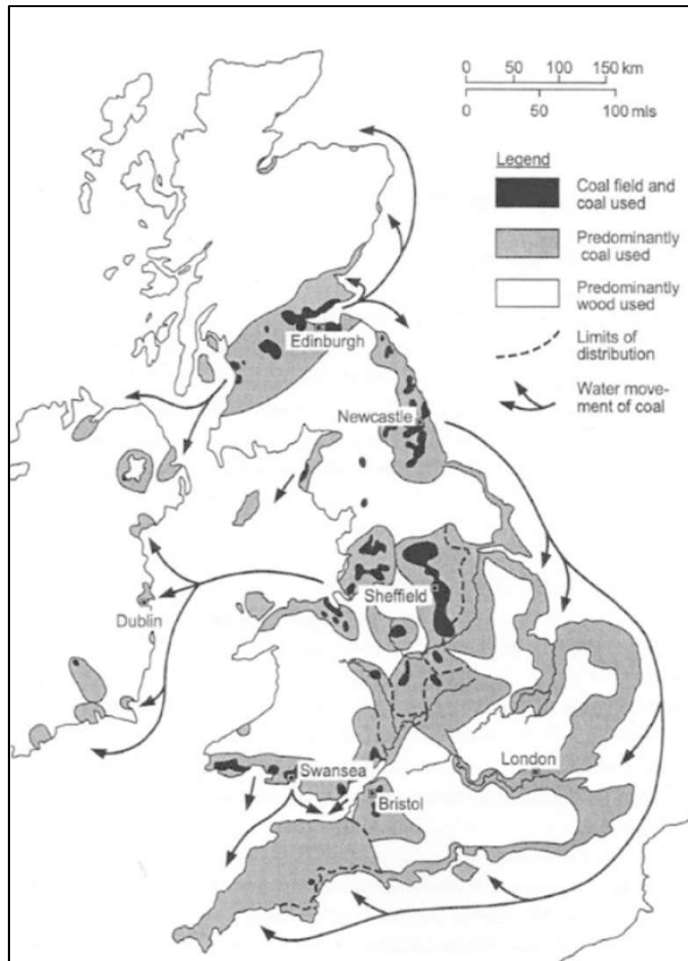 0 50 100 150 km
0 50 100 mls
Legend
Coal field and
coal used
Predominantly
coal used
Predominantly
wood used
Limits of
distribution
Water move-
ment of coal
Edinburgh
Newcastle
Sheffield
Dublin
London
Swansea
Bristol